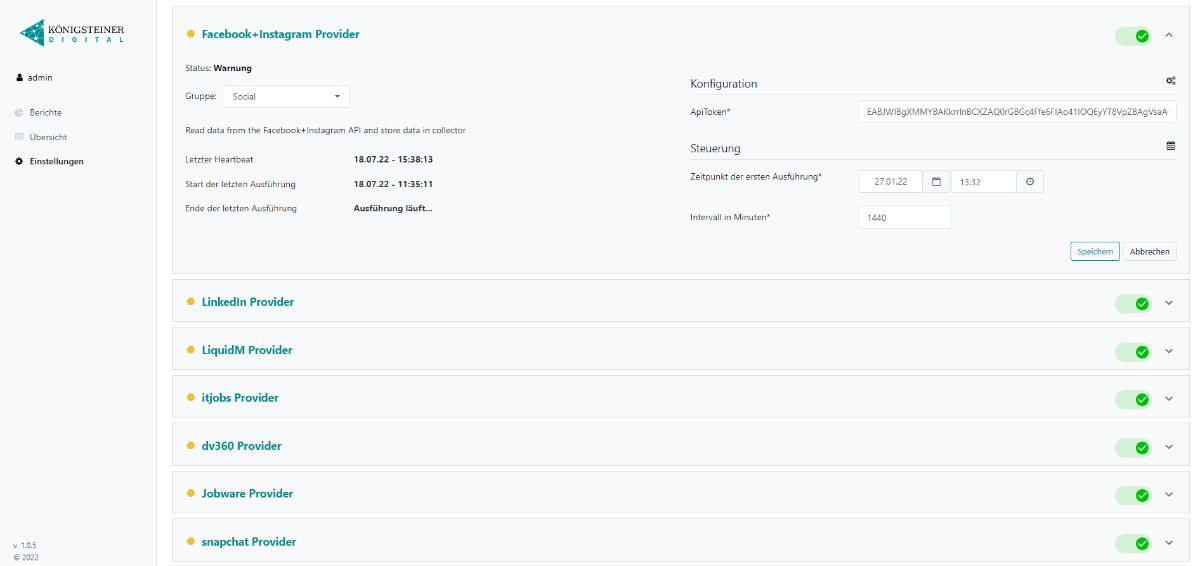 KÖNIGSTEINER
DIGITAL
admin
Berichte
Übersicht
Einstellungen
v. 1.0.5
© 2022
Facebook+Instagram Provider
Status: Warnung
Gruppe: Social
Read data from the Facebook+Instagram API and store data in collector
Letzter Heartbeat 18.07.22 - 15:38:13
Start der letzten Ausführung 18.07.22 - 11:35:11
Ende der letzten Ausführung Ausführung läuft...
Konfiguration
ApiToken*
Steuerung
Zeitpunkt der ersten Ausführung* 27.01.22 13:32
Intervall in Minuten* 1440
Speichern Abbrechen
LinkedIn Provider
LiquidM Provider
itjobs Provider
dv360 Provider
Jobware Provider
snapchat Provider